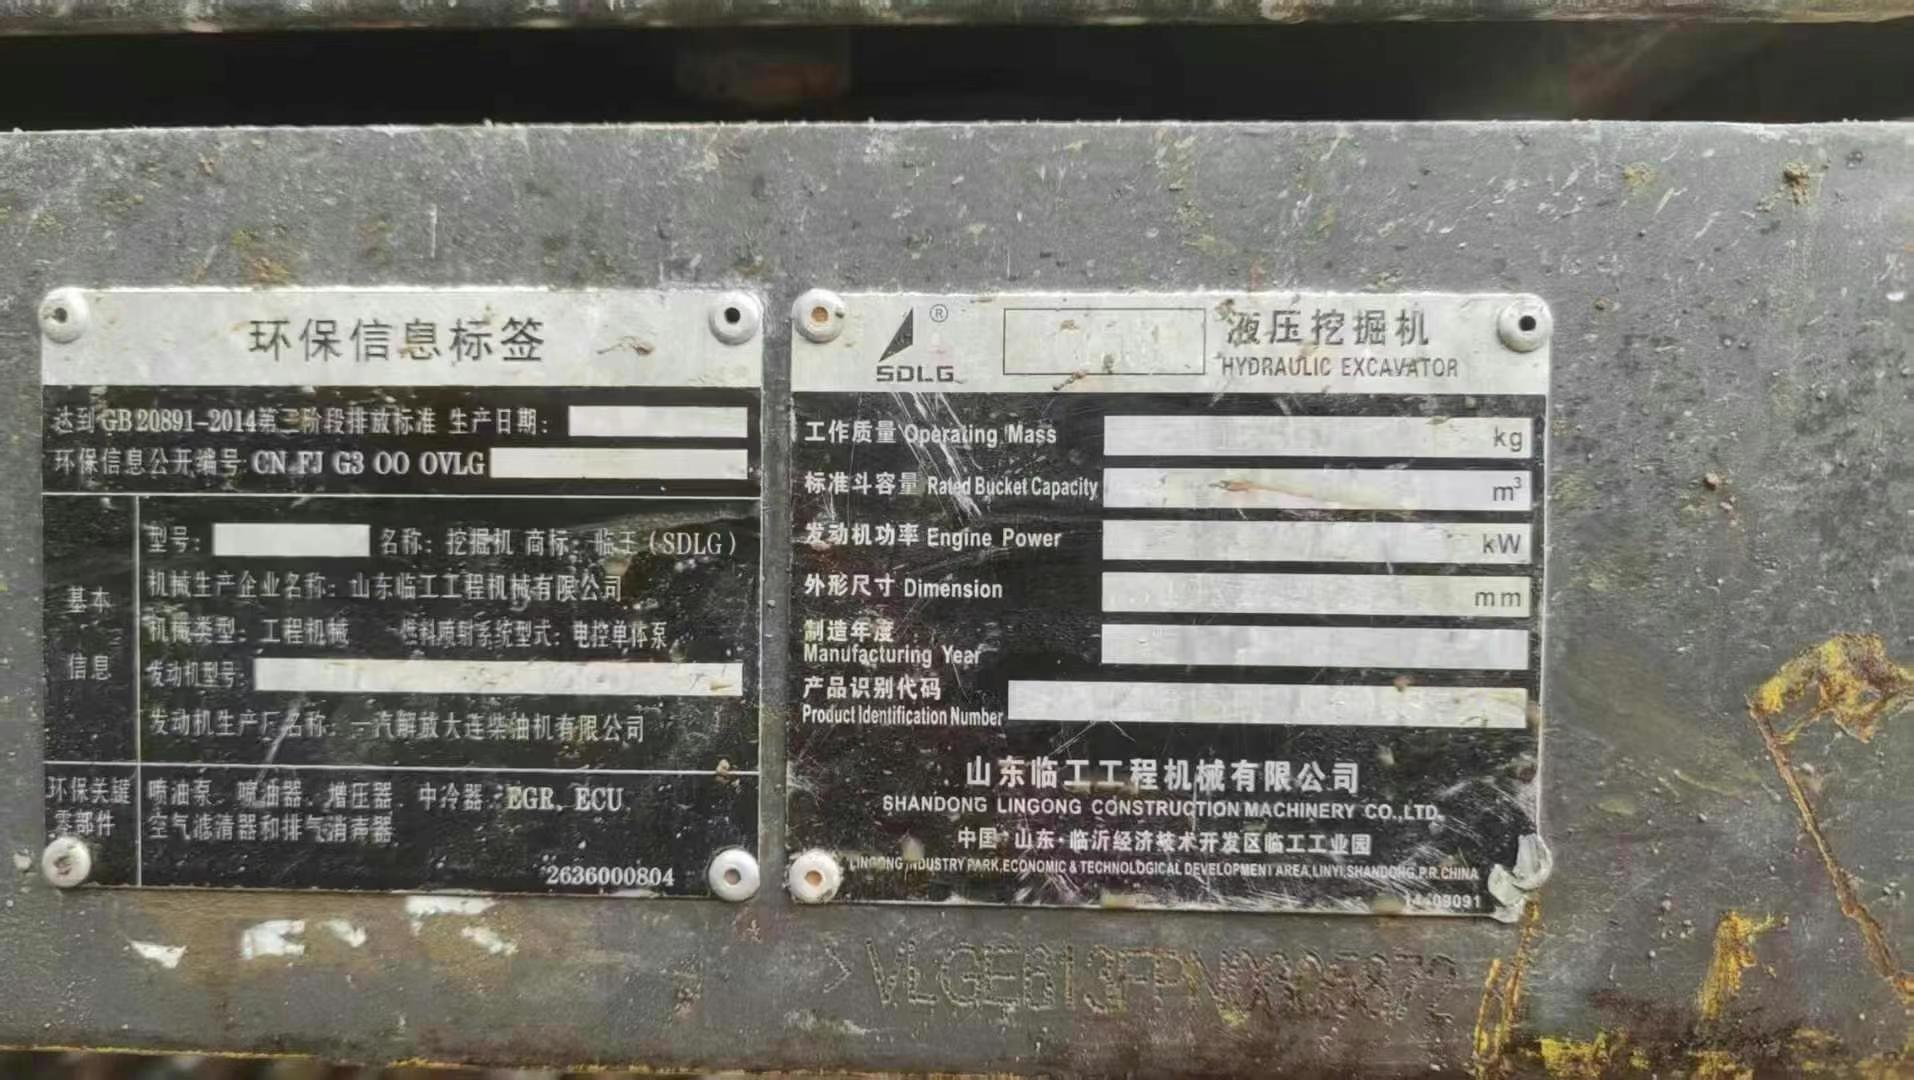 环保信息标签
达到GB 20891-2014第三阶段排放标准 生产日期：
环保信息公开编号:CN FJ G3 OO OVLG
基本信息
型号： 名称：挖掘机 商标：临工（SDLG）
机械生产企业名称：山东临工工程机械有限公司
机械类型：工程机械 燃料喷射系统型式：电控单体泵
发动机型号：
发动机生产厂名称：一汽解放大连柴油机有限公司
环保关键零部件
喷油泵、喷油器、增压器、中冷器、EGR、ECU
空气滤清器和排气消声器
2636000804
SDLG ®
液压挖掘机
HYDRAULIC EXCAVATOR
工作质量 Operating Mass kg
标准斗容量 Rated Bucket Capacity m³
发动机功率 Engine Power kW
外形尺寸 Dimension mm
制造年度
Manufacturing Year
产品识别代码
Product Identification Number
山东临工工程机械有限公司
SHANDONG LINGONG CONSTRUCTION MACHINERY CO.,LTD.
中国·山东·临沂经济技术开发区临工工业园
LINGONG INDUSTRY PARK,ECONOMIC & TECHNOLOGICAL DEVELOPMENT AREA,LINYI,SHANDONG,P.R.CHINA
14-09091